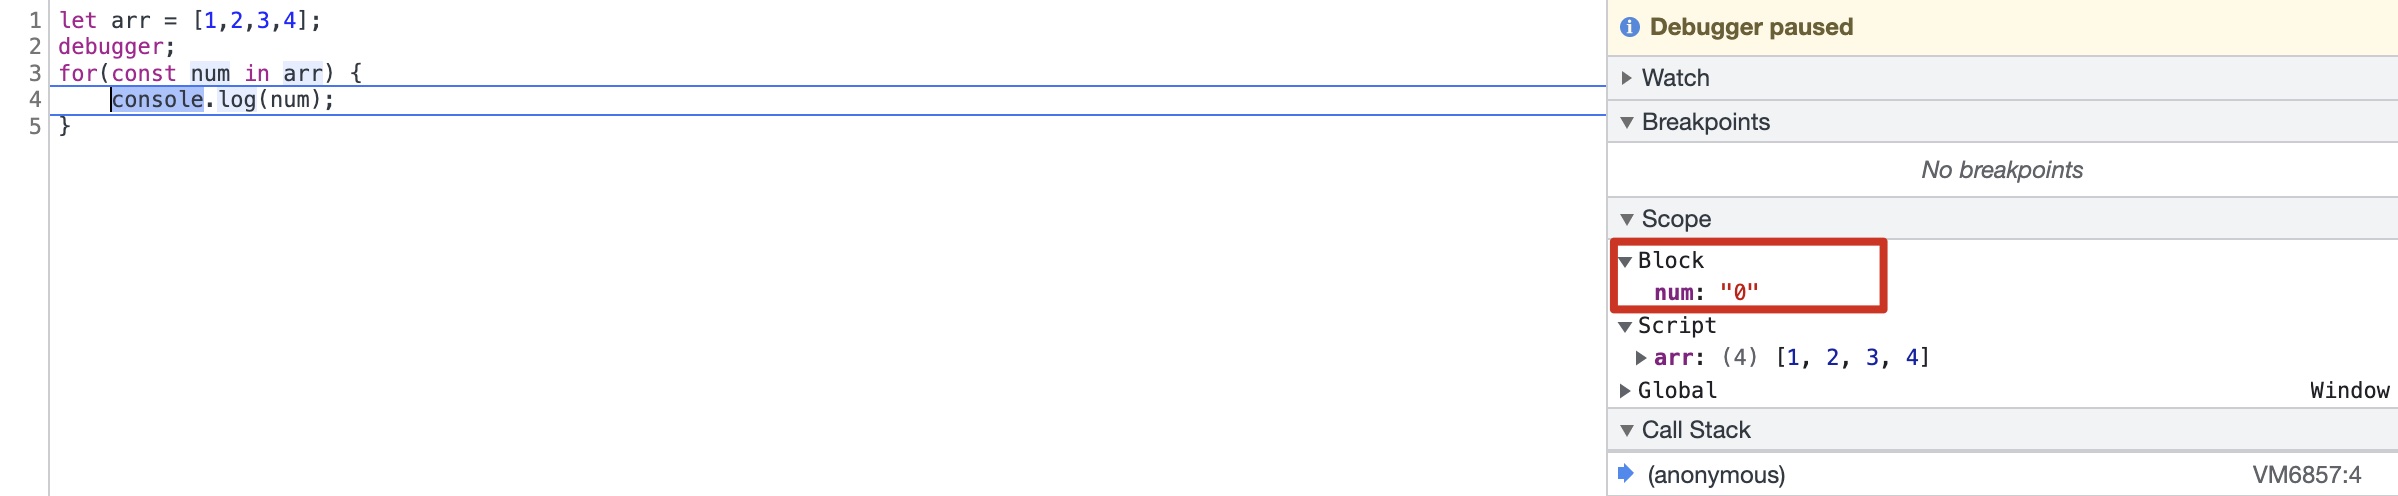 1 let arr = [1,2,3,4];
2 debugger;
3 for(const num in arr) {
4     console.log(num);
5 }
Debugger paused
Watch
Breakpoints
No breakpoints
Scope
Block
num: "0"
Script
arr: (4) [1, 2, 3, 4]
Global Window
Call Stack
(anonymous) VM6857:4